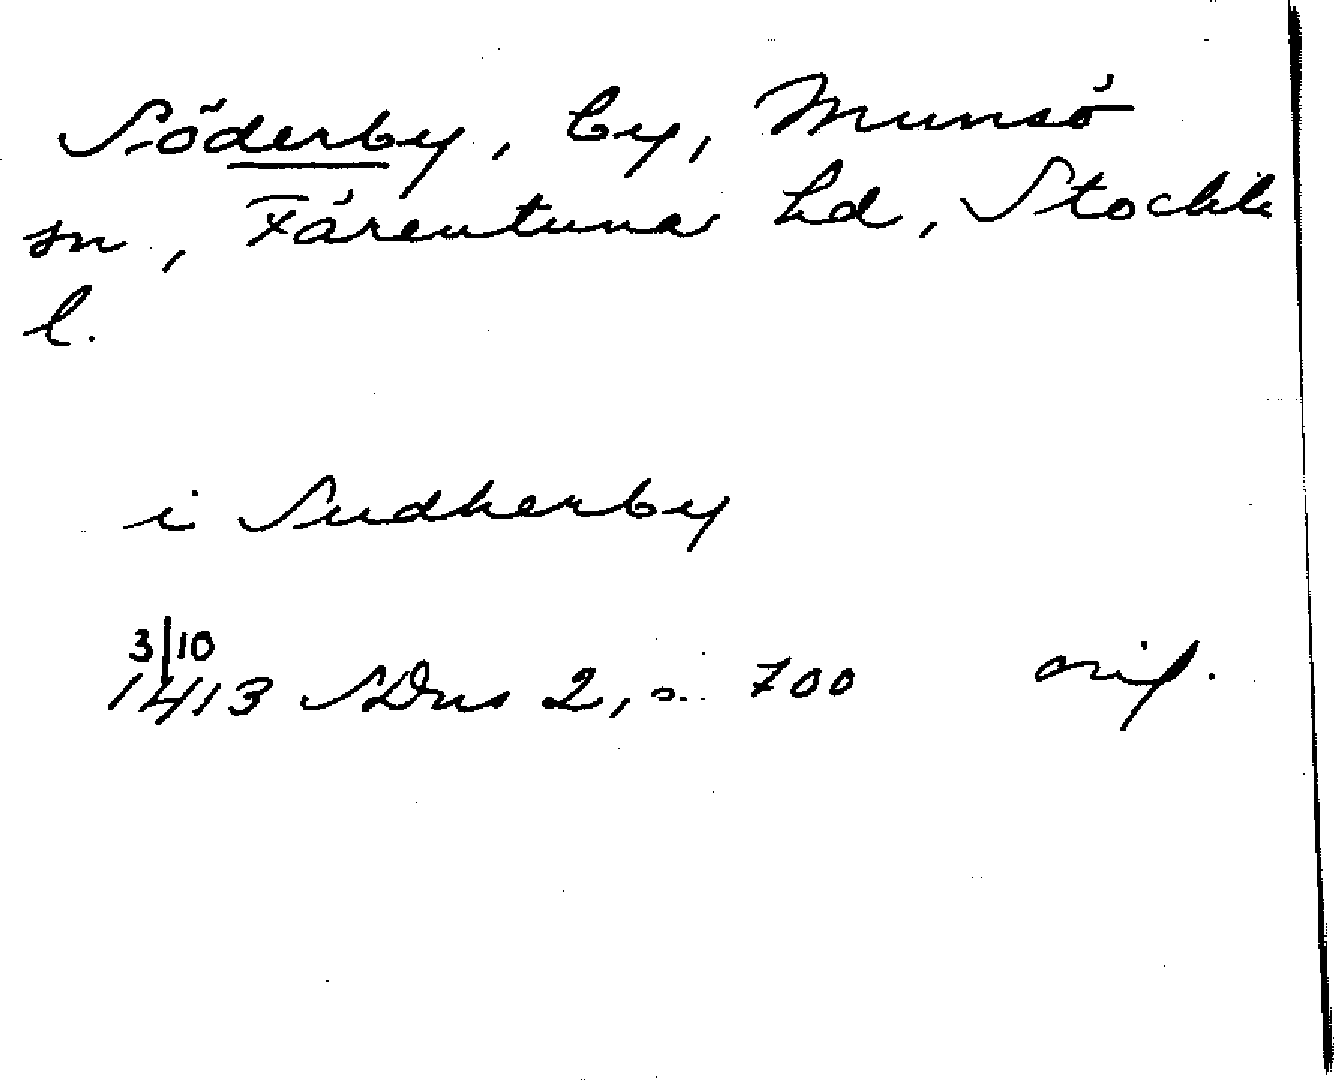 Söderby, by, Munsö
sn, Färentuna hd, Stockh
l.
i Sudherby
3/10
1413 SDns 2, s. 700 orig.